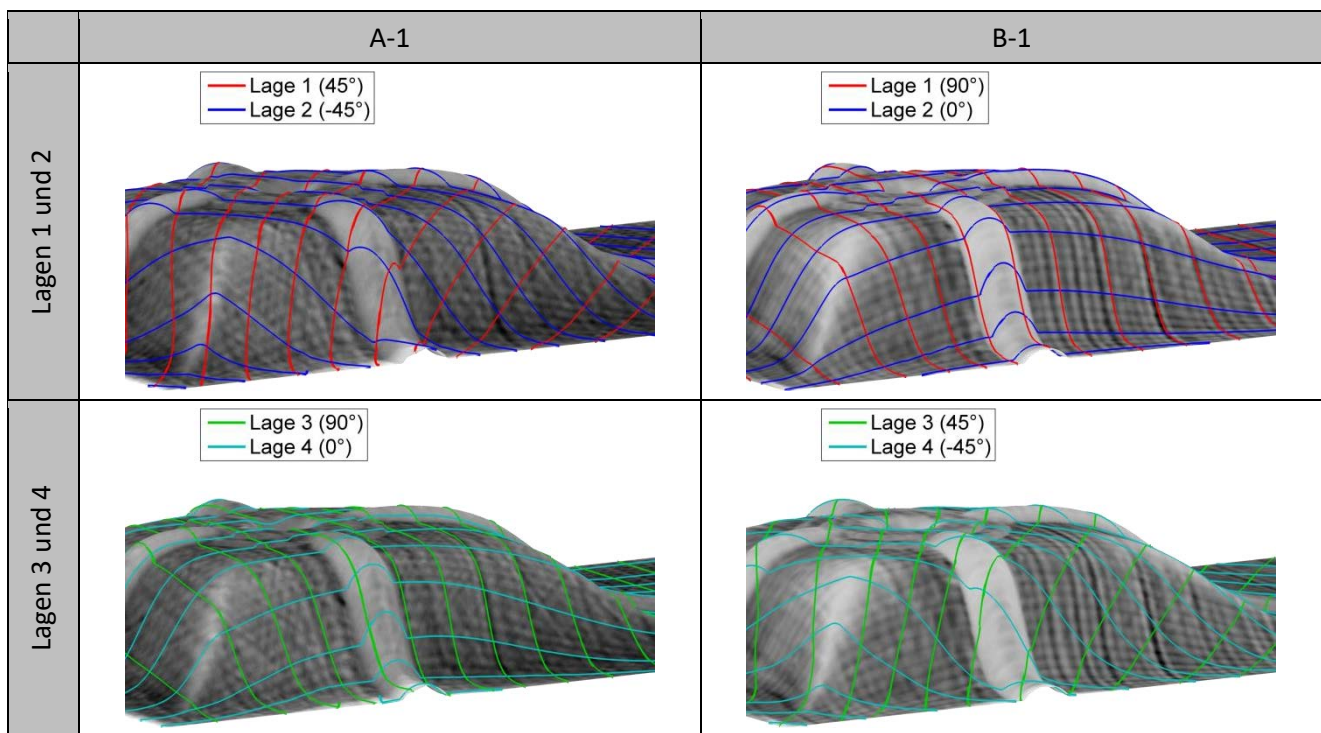 A-1
B-1
Lagen 1 und 2
Lage 1 (45°)
Lage 2 (-45°)
Lage 1 (90°)
Lage 2 (0°)
Lagen 3 und 4
Lage 3 (90°)
Lage 4 (0°)
Lage 3 (45°)
Lage 4 (-45°)